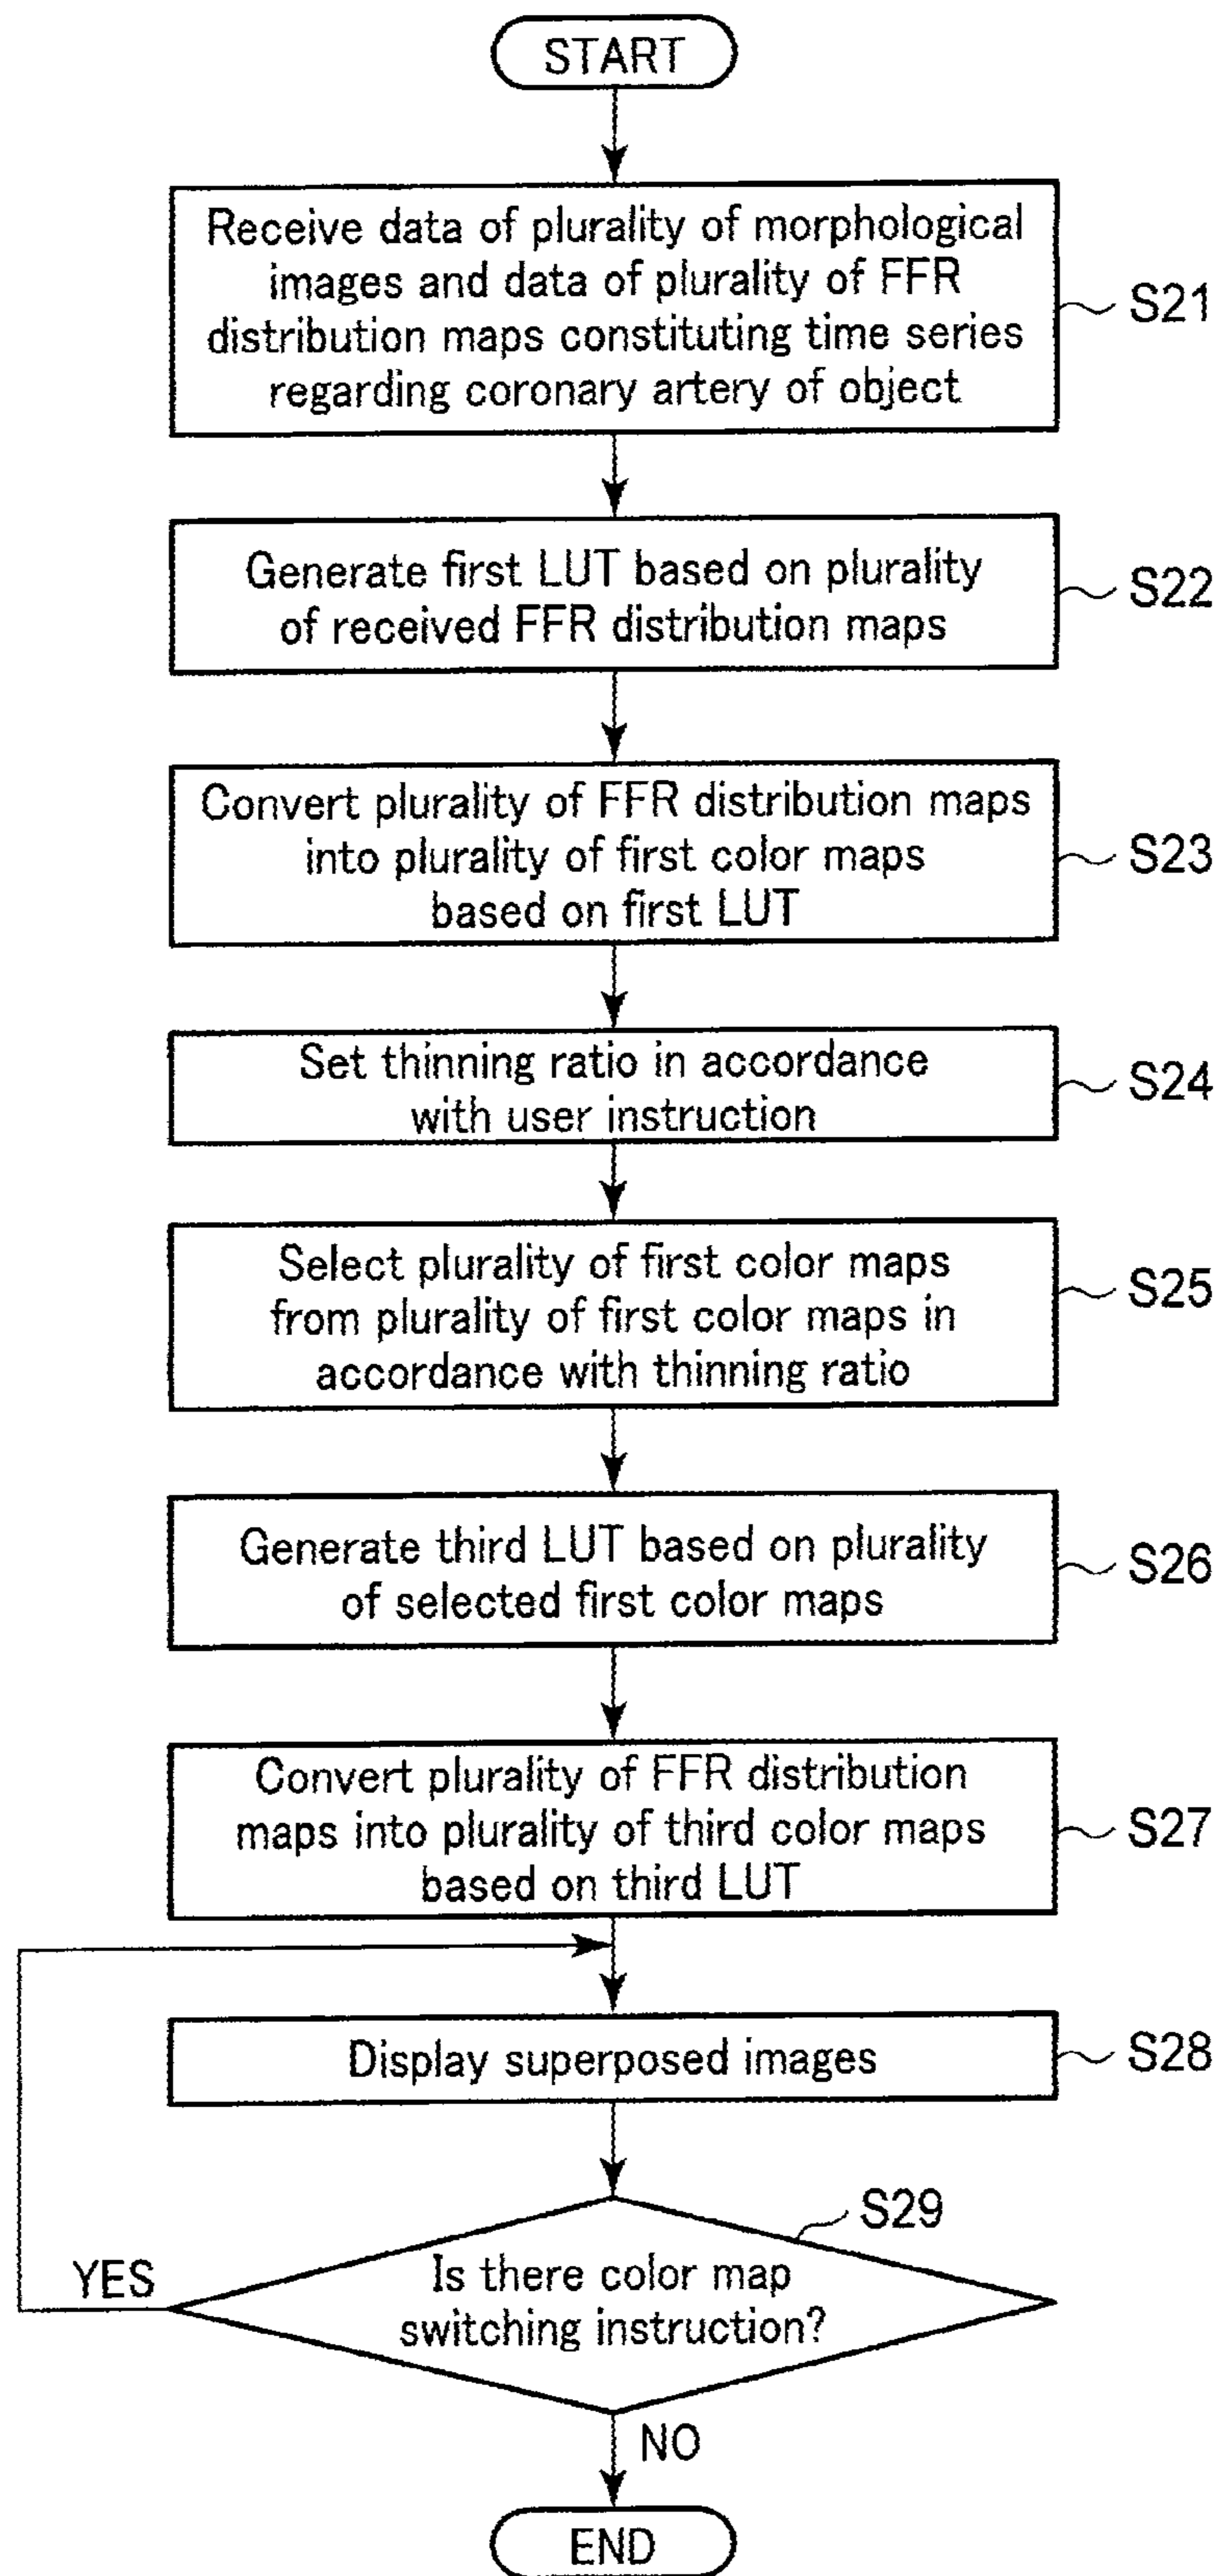 START
Receive data of plurality of morphological
images and data of plurality of FFR
distribution maps constituting time series
regarding coronary artery of object
S21
Generate first LUT based on plurality
of received FFR distribution maps
S22
Convert plurality of FFR distribution maps
into plurality of first color maps
based on first LUT
S23
Set thinning ratio in accordance
with user instruction
S24
Select plurality of first color maps
from plurality of first color maps in
accordance with thinning ratio
S25
Generate third LUT based on plurality
of selected first color maps
S26
Convert plurality of FFR distribution
maps into plurality of third color maps
based on third LUT
S27
Display superposed images
S28
S29
Is there color map
switching instruction?
YES
NO
END